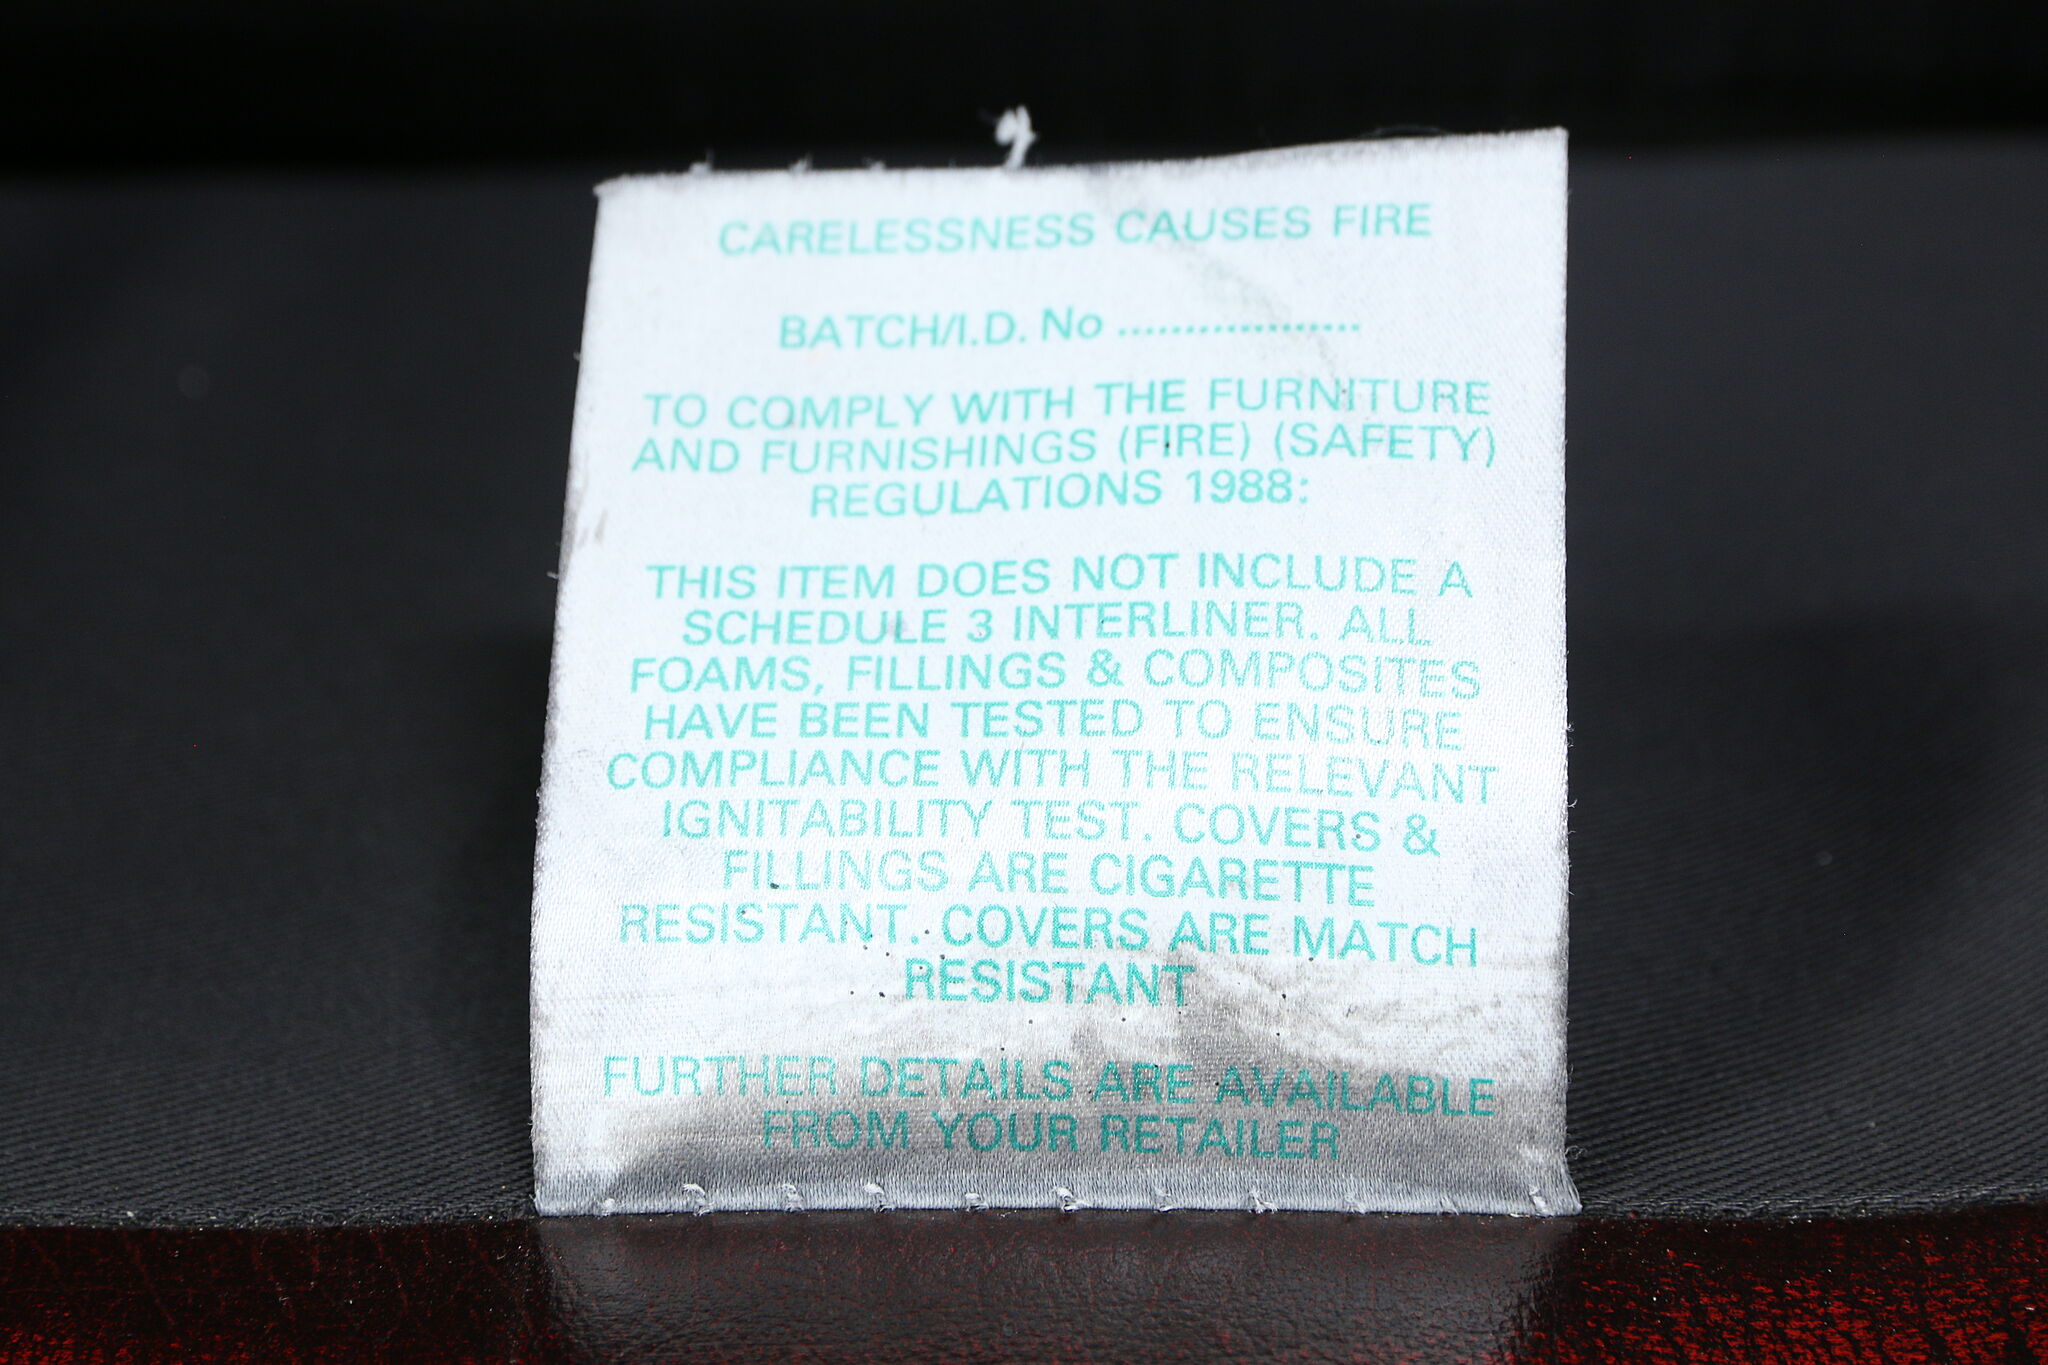 CARELESSNESS CAUSES FIRE
BATCH/I.D. No ...................
TO COMPLY WITH THE FURNITURE
AND FURNISHINGS (FIRE) (SAFETY)
REGULATIONS 1988:
THIS ITEM DOES NOT INCLUDE A
SCHEDULE 3 INTERLINER. ALL
FOAMS, FILLINGS & COMPOSITES
HAVE BEEN TESTED TO ENSURE
COMPLIANCE WITH THE RELEVANT
IGNITABILITY TEST. COVERS &
FILLINGS ARE CIGARETTE
RESISTANT. COVERS ARE MATCH
RESISTANT
FURTHER DETAILS ARE AVAILABLE
FROM YOUR RETAILER